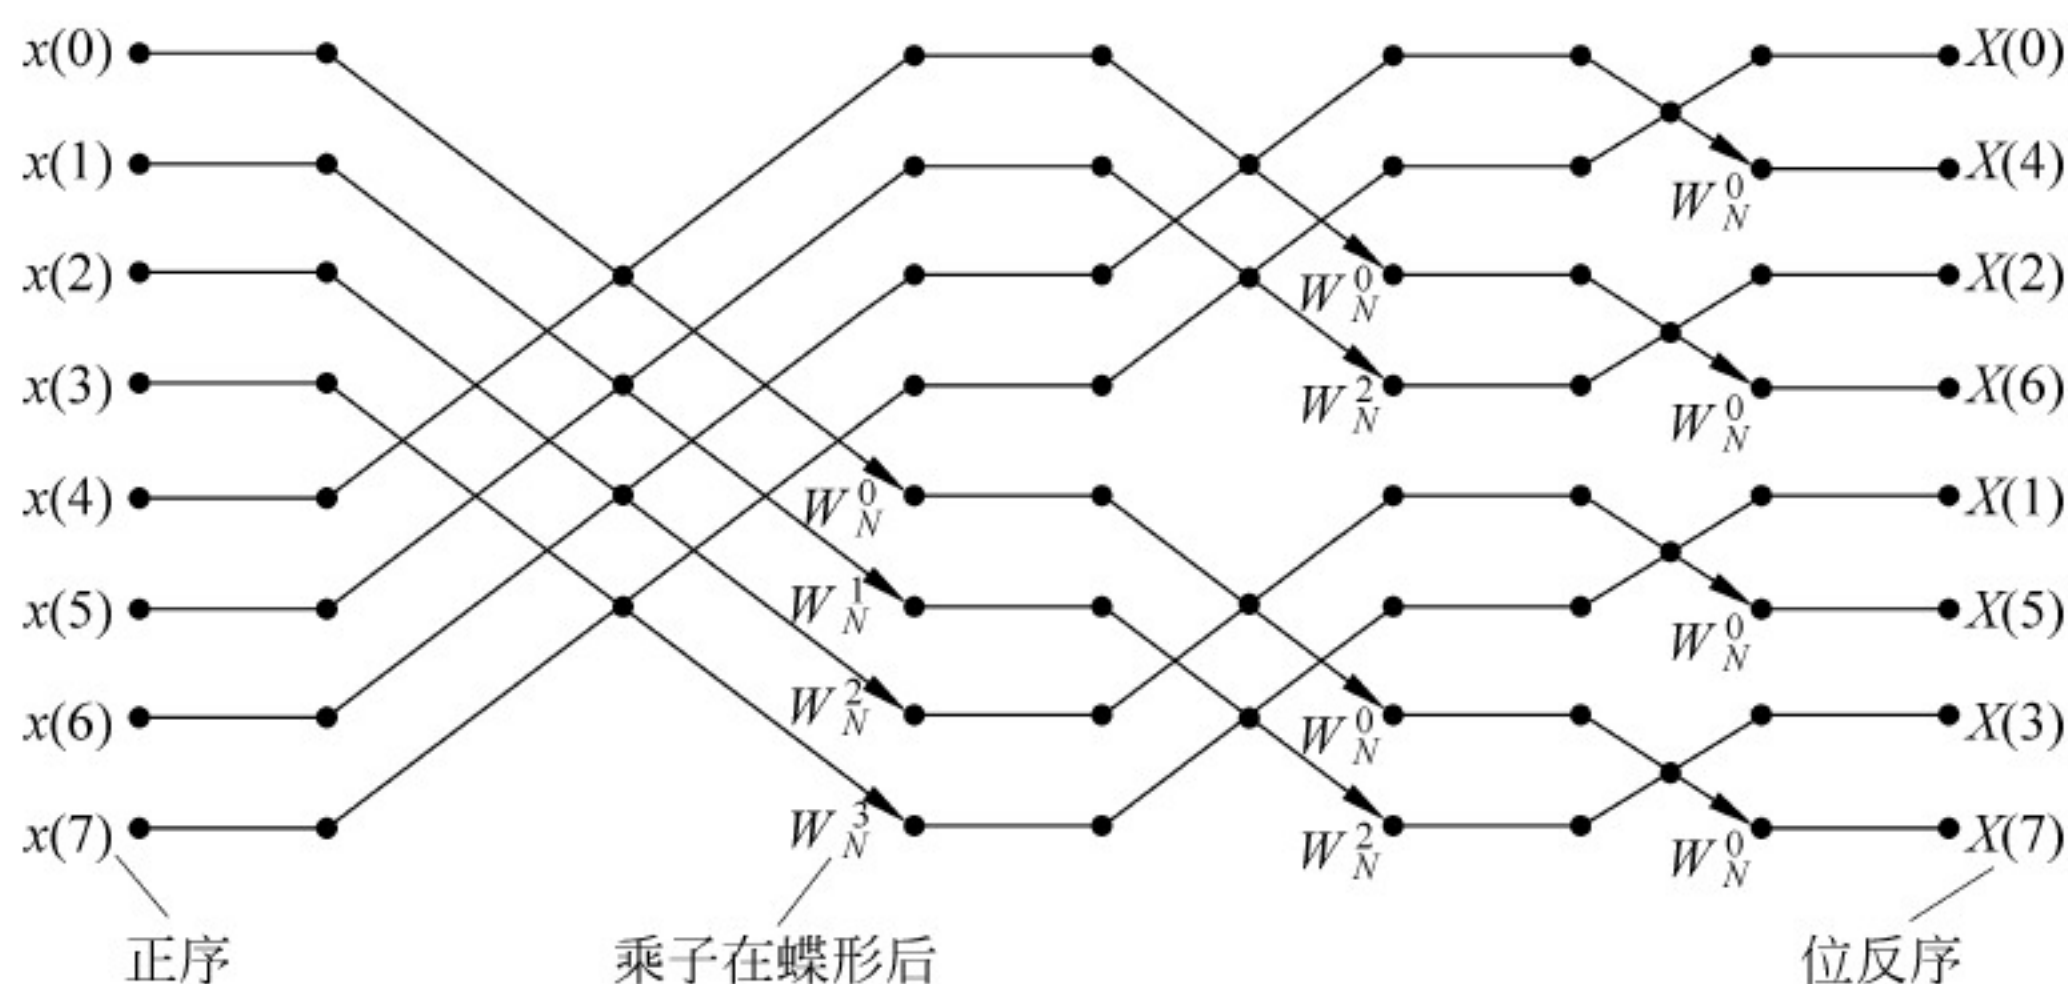 x(0) X(0)
x(1) X(4)
W_N^0
x(2) X(2)
W_N^0
x(3) X(6)
W_N^2 W_N^0
x(4) X(1)
W_N^0
x(5) X(5)
W_N^1 W_N^0
x(6) X(3)
W_N^2 W_N^0
x(7) X(7)
W_N^3 W_N^2 W_N^0
正序 乘子在蝶形后 位反序